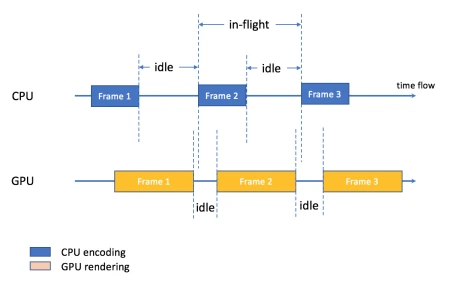 in-flight
idle
idle
CPU
Frame 1
Frame 2
Frame 3
time flow
GPU
Frame 1
Frame 2
Frame 3
idle
idle
CPU encoding
GPU rendering